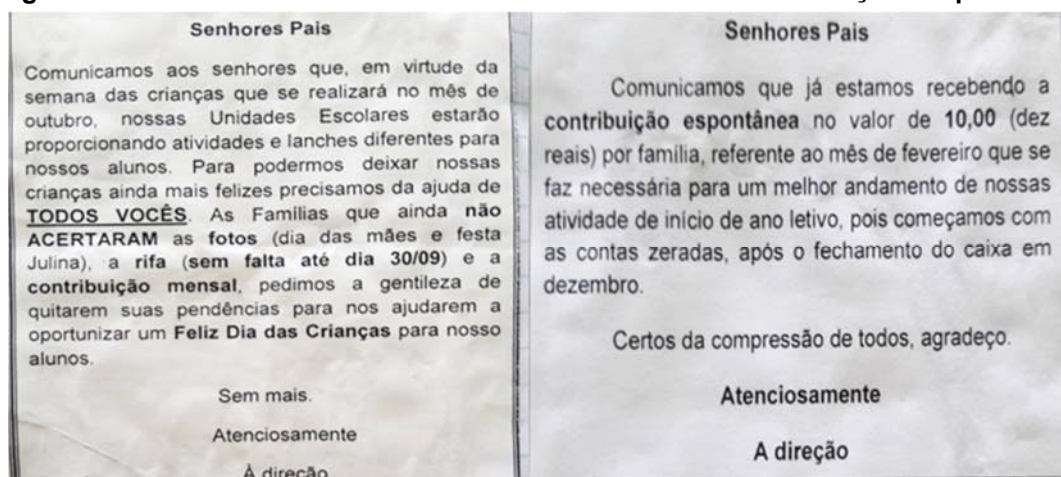 Senhores Pais
Comunicamos aos senhores que, em virtude da
semana das crianças que se realizará no mês de
outubro, nossas Unidades Escolares estarão
proporcionando atividades e lanches diferentes para
nossos alunos. Para podermos deixar nossas
crianças ainda mais felizes precisamos da ajuda de
TODOS VOCÊS. As Famílias que ainda não
ACERTARAM as fotos (dia das mães e festa
Julina), a rifa (sem falta até dia 30/09) e a
contribuição mensal, pedimos a gentileza de
quitarem suas pendências para nos ajudarem a
oportunizar um Feliz Dia das Crianças para nosso
alunos.
Sem mais.
Atenciosamente
À direção
Senhores Pais
Comunicamos que já estamos recebendo a
contribuição espontânea no valor de 10,00 (dez
reais) por família, referente ao mês de fevereiro que se
faz necessária para um melhor andamento de nossas
atividade de início de ano letivo, pois começamos com
as contas zeradas, após o fechamento do caixa em
dezembro.
Certos da compressão de todos, agradeço.
Atenciosamente
A direção